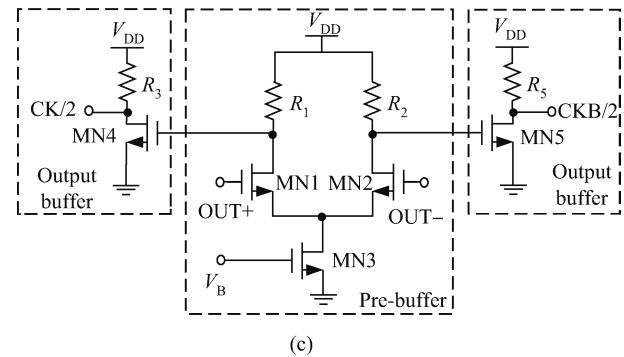 VDD
VDD
VDD
R3
R1
R2
R5
CK/2
CKB/2
MN4
MN5
Output
buffer
MN1
MN2
OUT+
OUT−
Output
buffer
MN3
VB
Pre-buffer
(c)